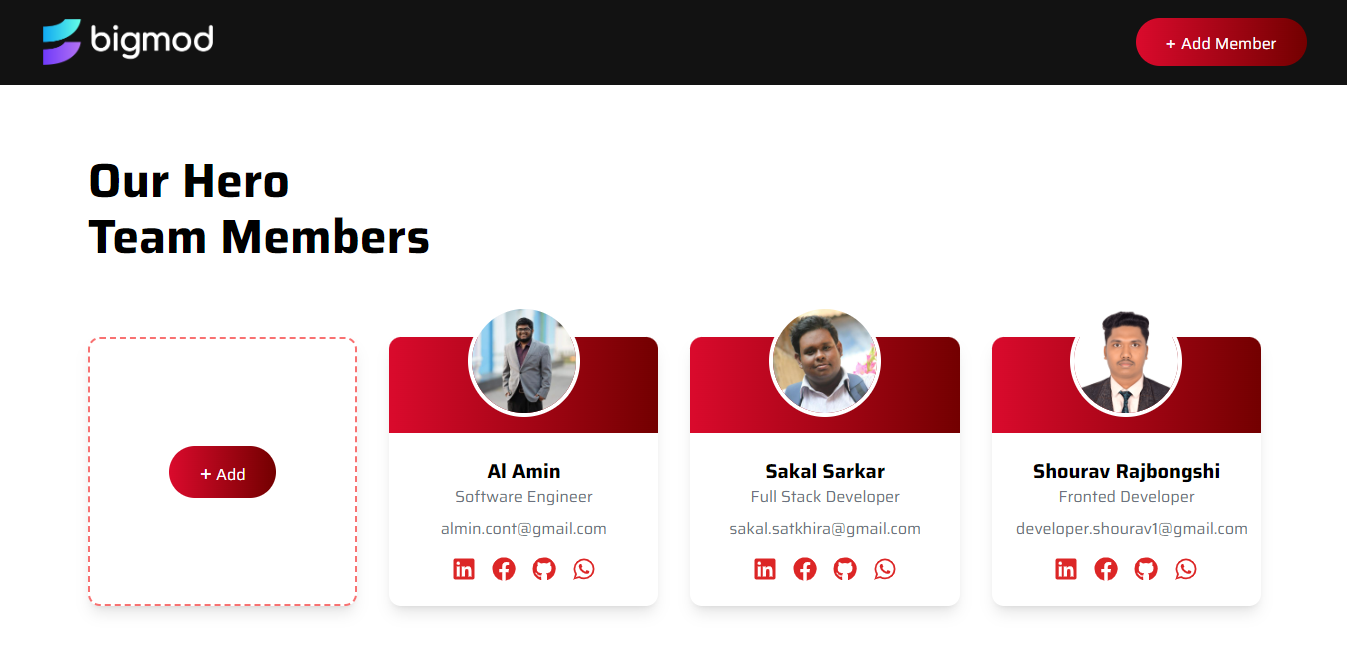 bigmod
+ Add Member
Our Hero
Team Members
+ Add
Al Amin
Software Engineer
almin.cont@gmail.com
Sakal Sarkar
Full Stack Developer
sakal.satkhira@gmail.com
Shourav Rajbongshi
Fronted Developer
developer.shourav1@gmail.com